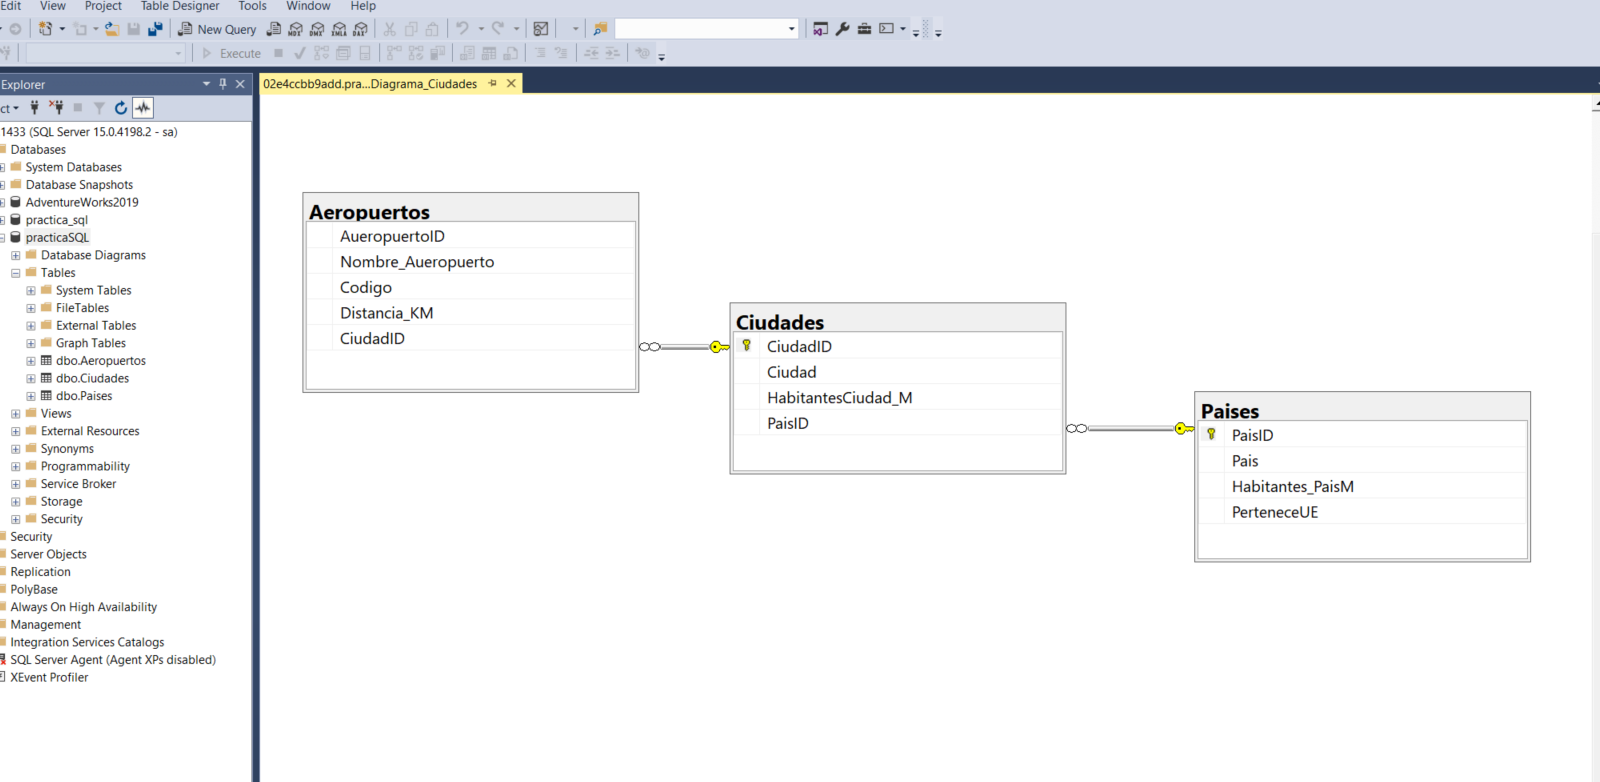 Edit View Project Table Designer Tools Window Help
New Query MDX DMX XMLA DAX
Execute
Explorer
02e4ccbb9add.pra...Diagrama_Ciudades
ct
1433 (SQL Server 15.0.4198.2 - sa)
Databases
System Databases
Database Snapshots
AdventureWorks2019
practica_sql
practicaSQL
Database Diagrams
Tables
System Tables
FileTables
External Tables
Graph Tables
dbo.Aeropuertos
dbo.Ciudades
dbo.Paises
Views
External Resources
Synonyms
Programmability
Service Broker
Storage
Security
Security
Server Objects
Replication
PolyBase
Always On High Availability
Management
Integration Services Catalogs
SQL Server Agent (Agent XPs disabled)
XEvent Profiler
Aeropuertos
AueropuertoID
Nombre_Aueropuerto
Codigo
Distancia_KM
CiudadID
Ciudades
CiudadID
Ciudad
HabitantesCiudad_M
PaisID
Paises
PaisID
Pais
Habitantes_PaisM
PerteneceUE